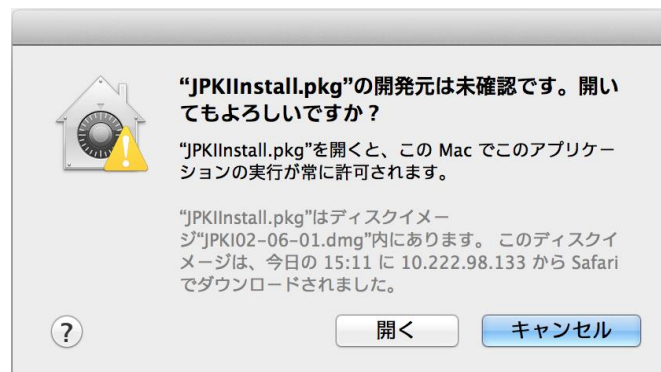 “JPKIInstall.pkg”の開発元は未確認です。開い
てもよろしいですか？
“JPKIInstall.pkg”を開くと、この Mac でこのアプリケー
ションの実行が常に許可されます。
“JPKIInstall.pkg”はディスクイメー
ジ“JPKI02-06-01.dmg”内にあります。 このディスクイ
メージは、今日の 15:11 に 10.222.98.133 から Safari
でダウンロードされました。
?
開く
キャンセル